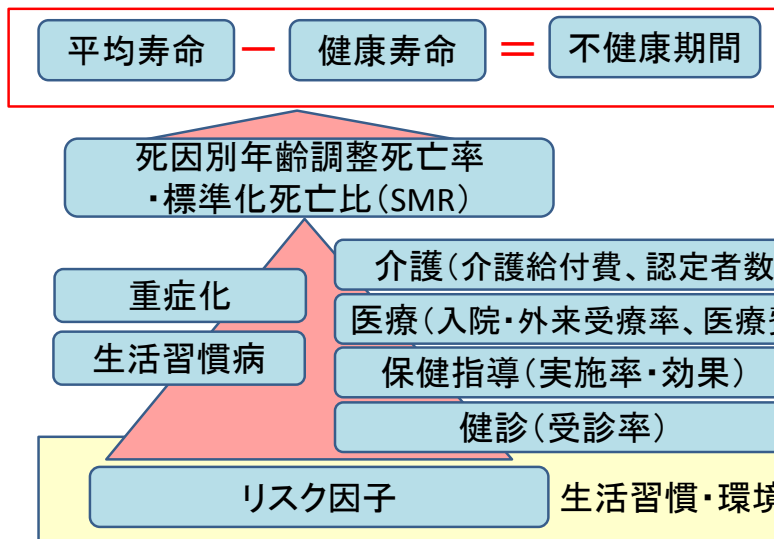 平均寿命 − 健康寿命 = 不健康期間
死因別年齢調整死亡率
・標準化死亡比(SMR)
重症化
生活習慣病
介護(介護給付費、認定者数
医療(入院・外来受療率、医療
保健指導(実施率・効果)
健診(受診率)
リスク因子
生活習慣・環境